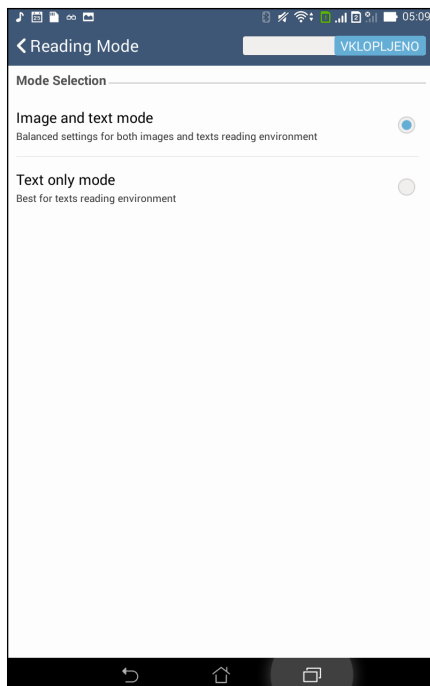 05:09
Reading Mode
VKLOPLJENO
Mode Selection
Image and text mode
Balanced settings for both images and texts reading environment
Text only mode
Best for texts reading environment